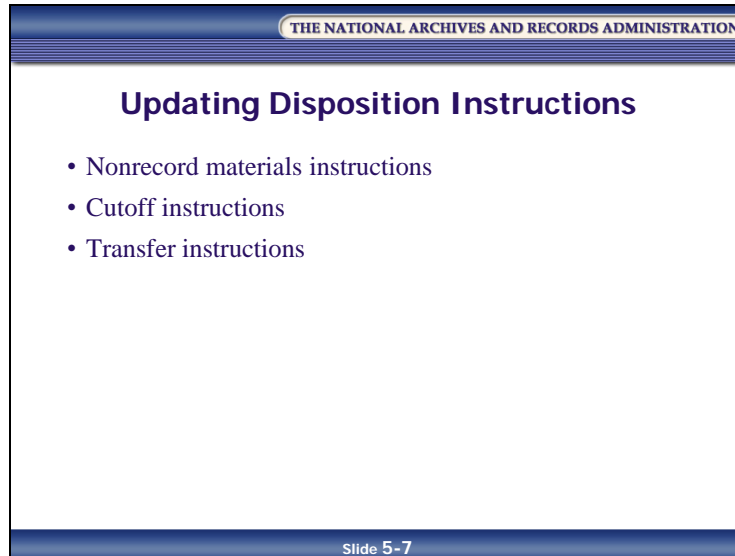 THE NATIONAL ARCHIVES AND RECORDS ADMINISTRATION
Updating Disposition Instructions
• Nonrecord materials instructions
• Cutoff instructions
• Transfer instructions
Slide 5-7